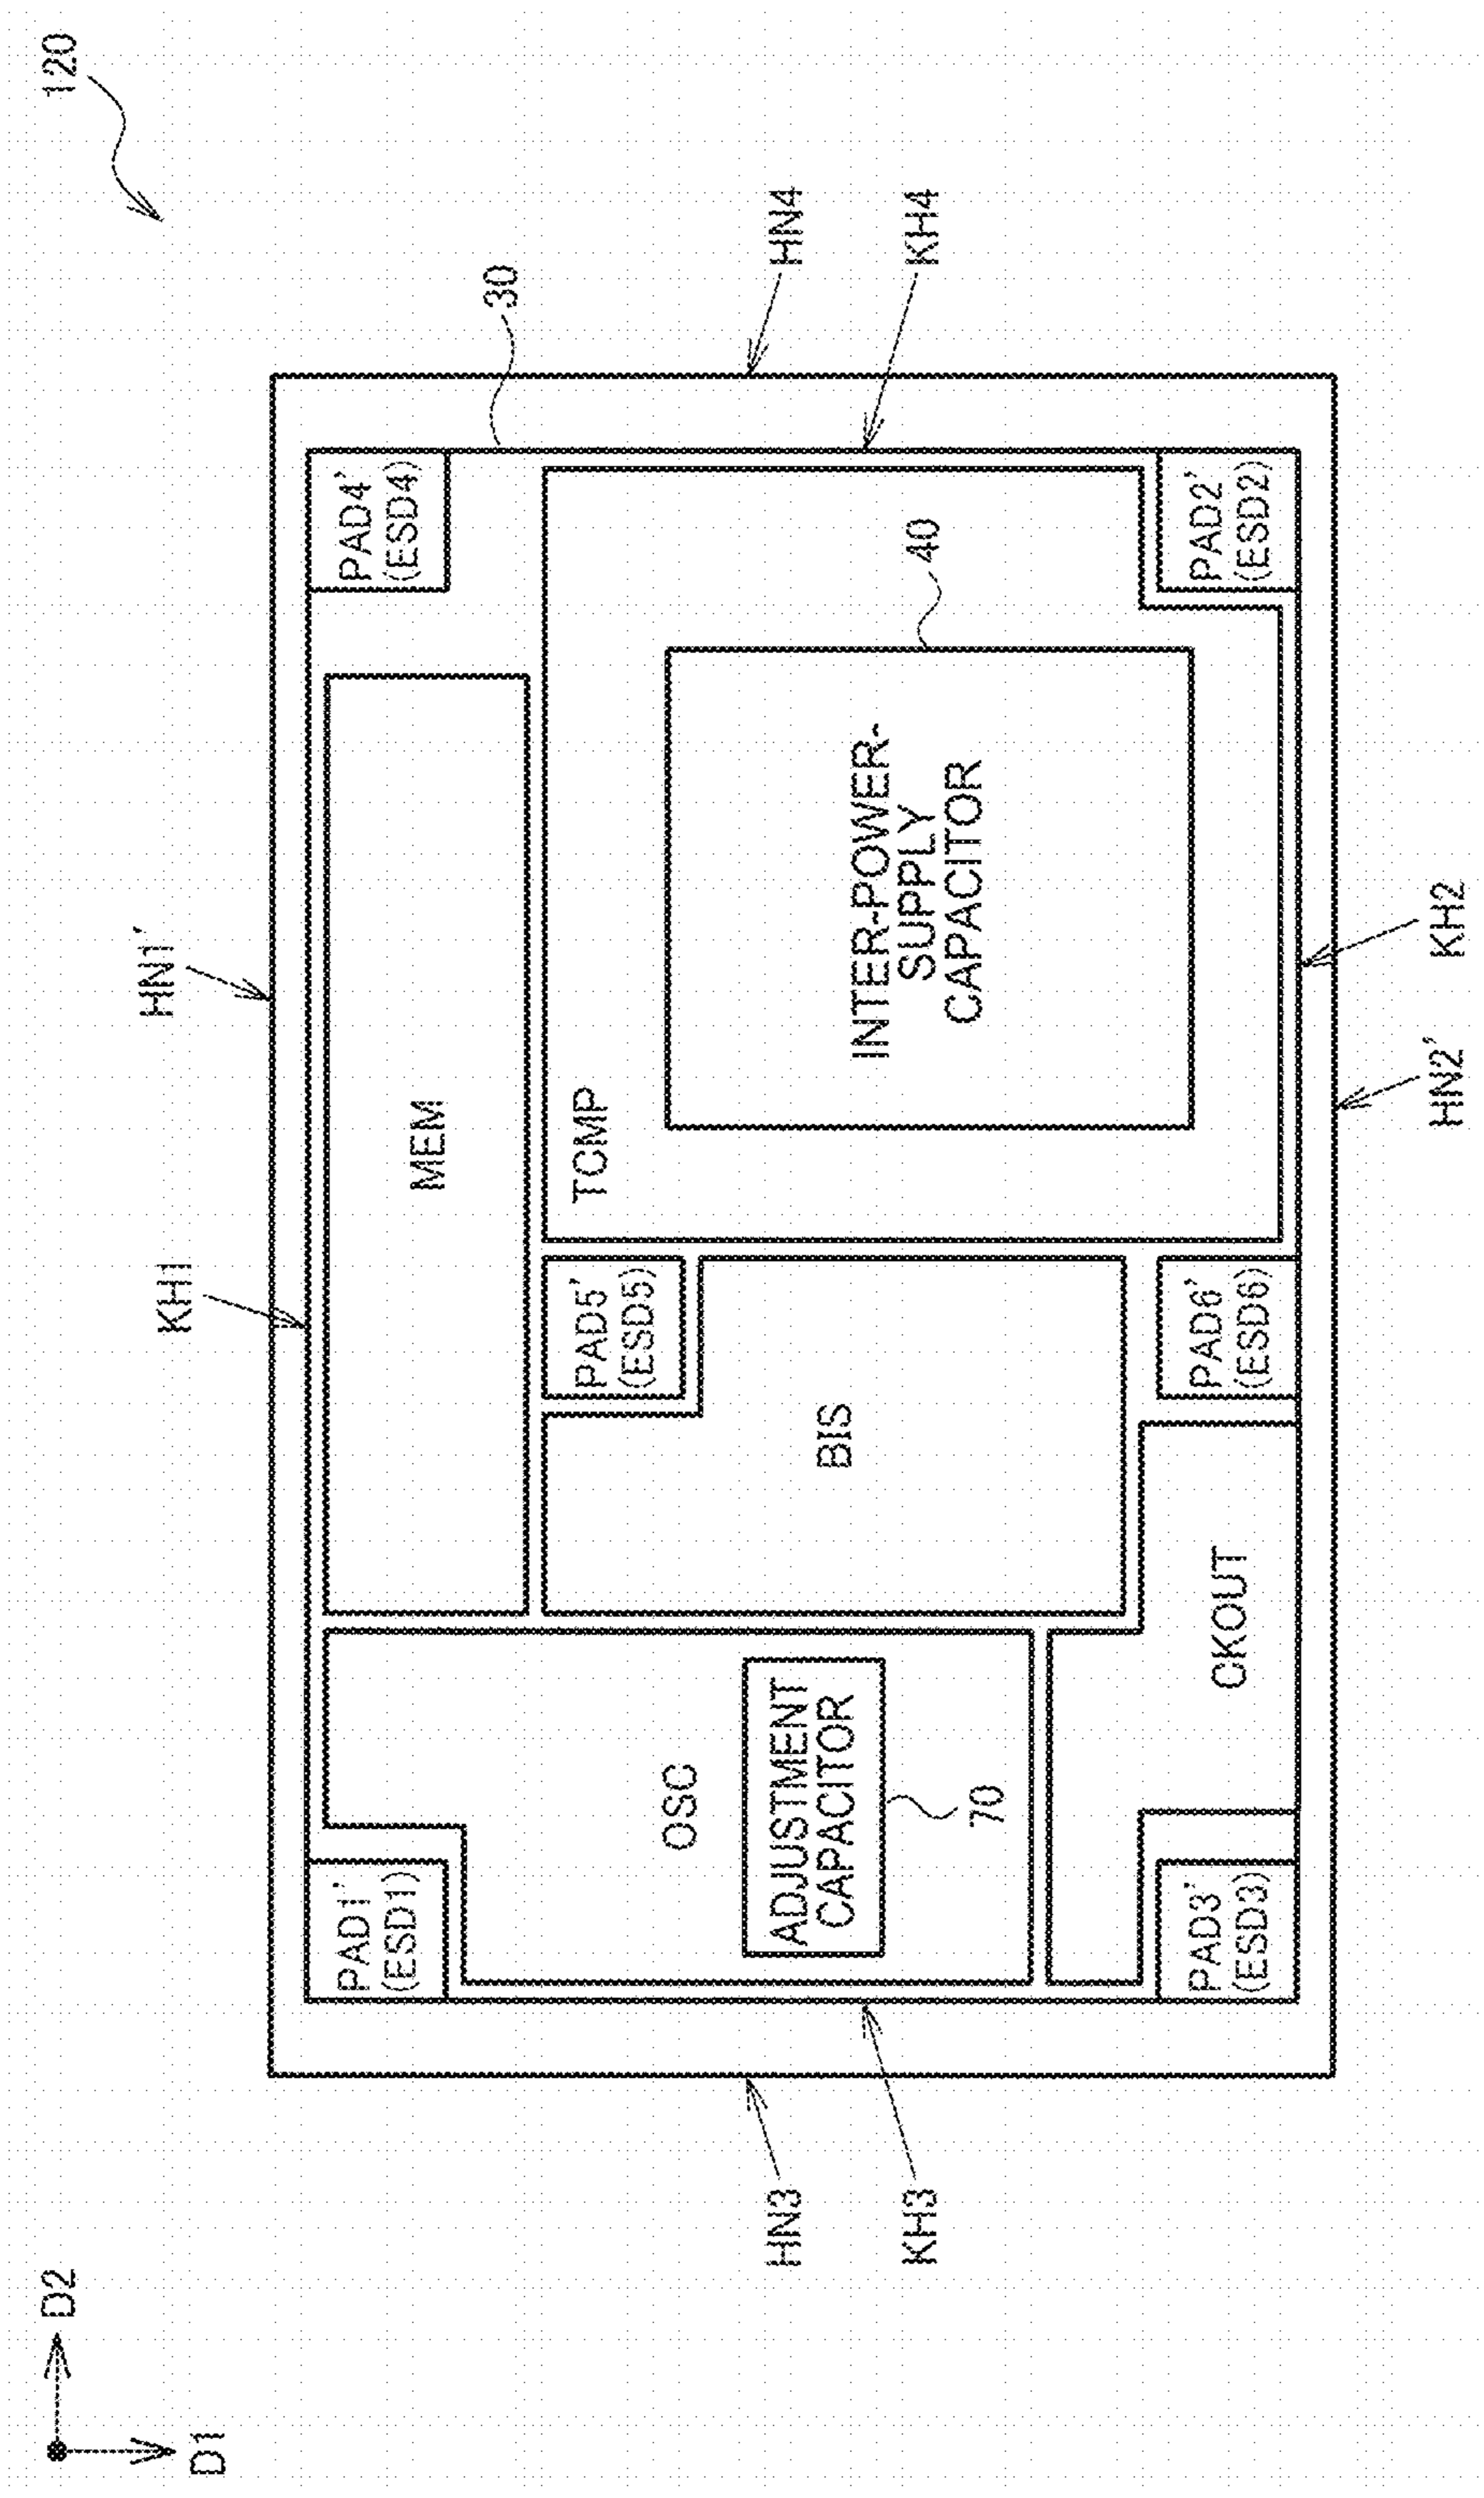 120
D2
D1
HN1'
KH1
30
HN4
KH4
PAD4'
(ESD4)
MEM
TCMP
40
INTER-POWER-
SUPPLY
CAPACITOR
PAD2'
(ESD2)
PAD5'
(ESD5)
BIS
PAD6'
(ESD6)
PAD1'
(ESD1)
OSC
ADJUSTMENT
CAPACITOR
70
CKOUT
PAD3'
(ESD3)
HN3
KH3
HN2'
KH2